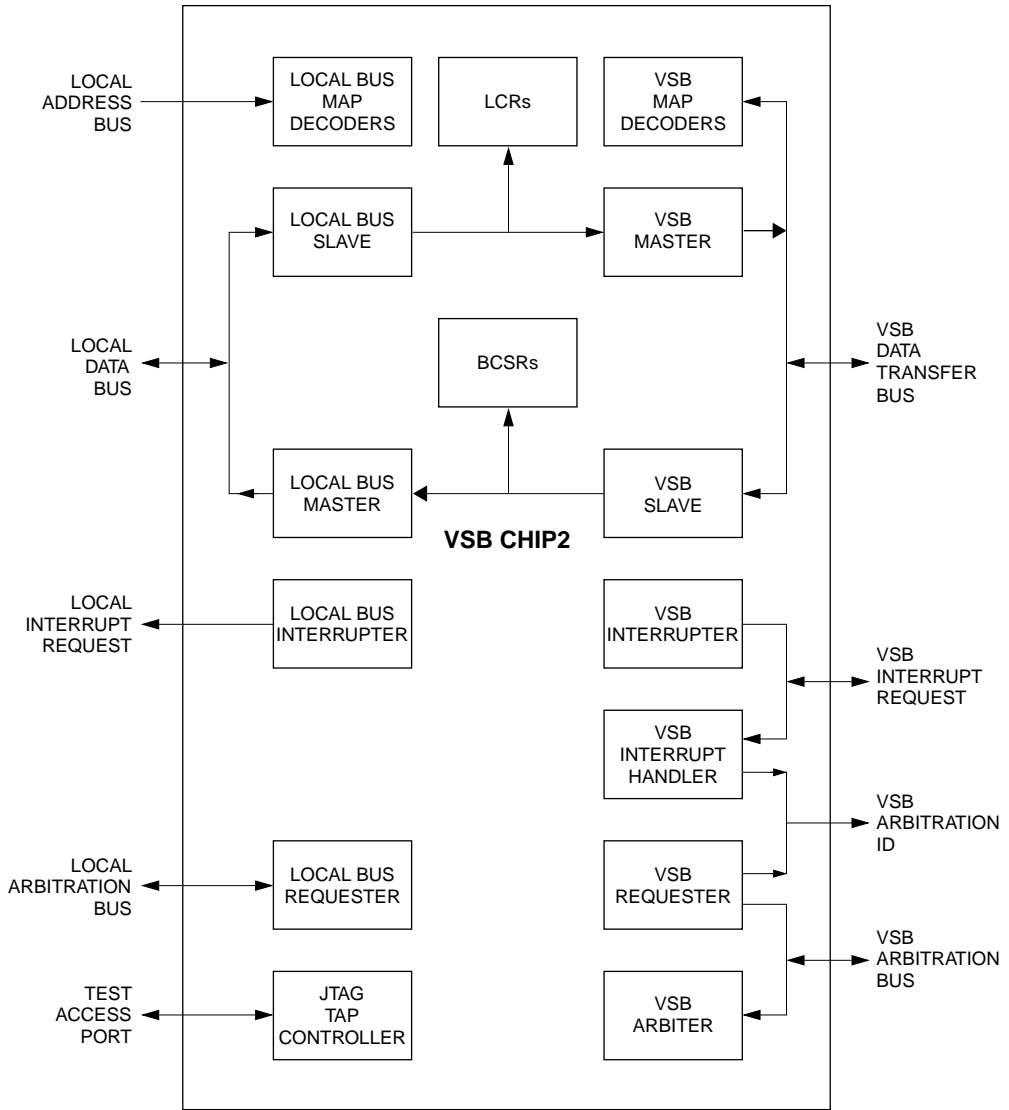 LOCAL
ADDRESS
BUS
LOCAL BUS
MAP
DECODERS
LCRs
VSB
MAP
DECODERS
LOCAL BUS
SLAVE
VSB
MASTER
LOCAL
DATA
BUS
BCSRs
VSB
DATA
TRANSFER
BUS
LOCAL BUS
MASTER
VSB
SLAVE
VSB CHIP2
LOCAL
INTERRUPT
REQUEST
LOCAL BUS
INTERRUPTER
VSB
INTERRUPTER
VSB
INTERRUPT
REQUEST
VSB
INTERRUPT
HANDLER
VSB
ARBITRATION
ID
LOCAL
ARBITRATION
BUS
LOCAL BUS
REQUESTER
VSB
REQUESTER
VSB
ARBITRATION
BUS
TEST
ACCESS
PORT
JTAG
TAP
CONTROLLER
VSB
ARBITER